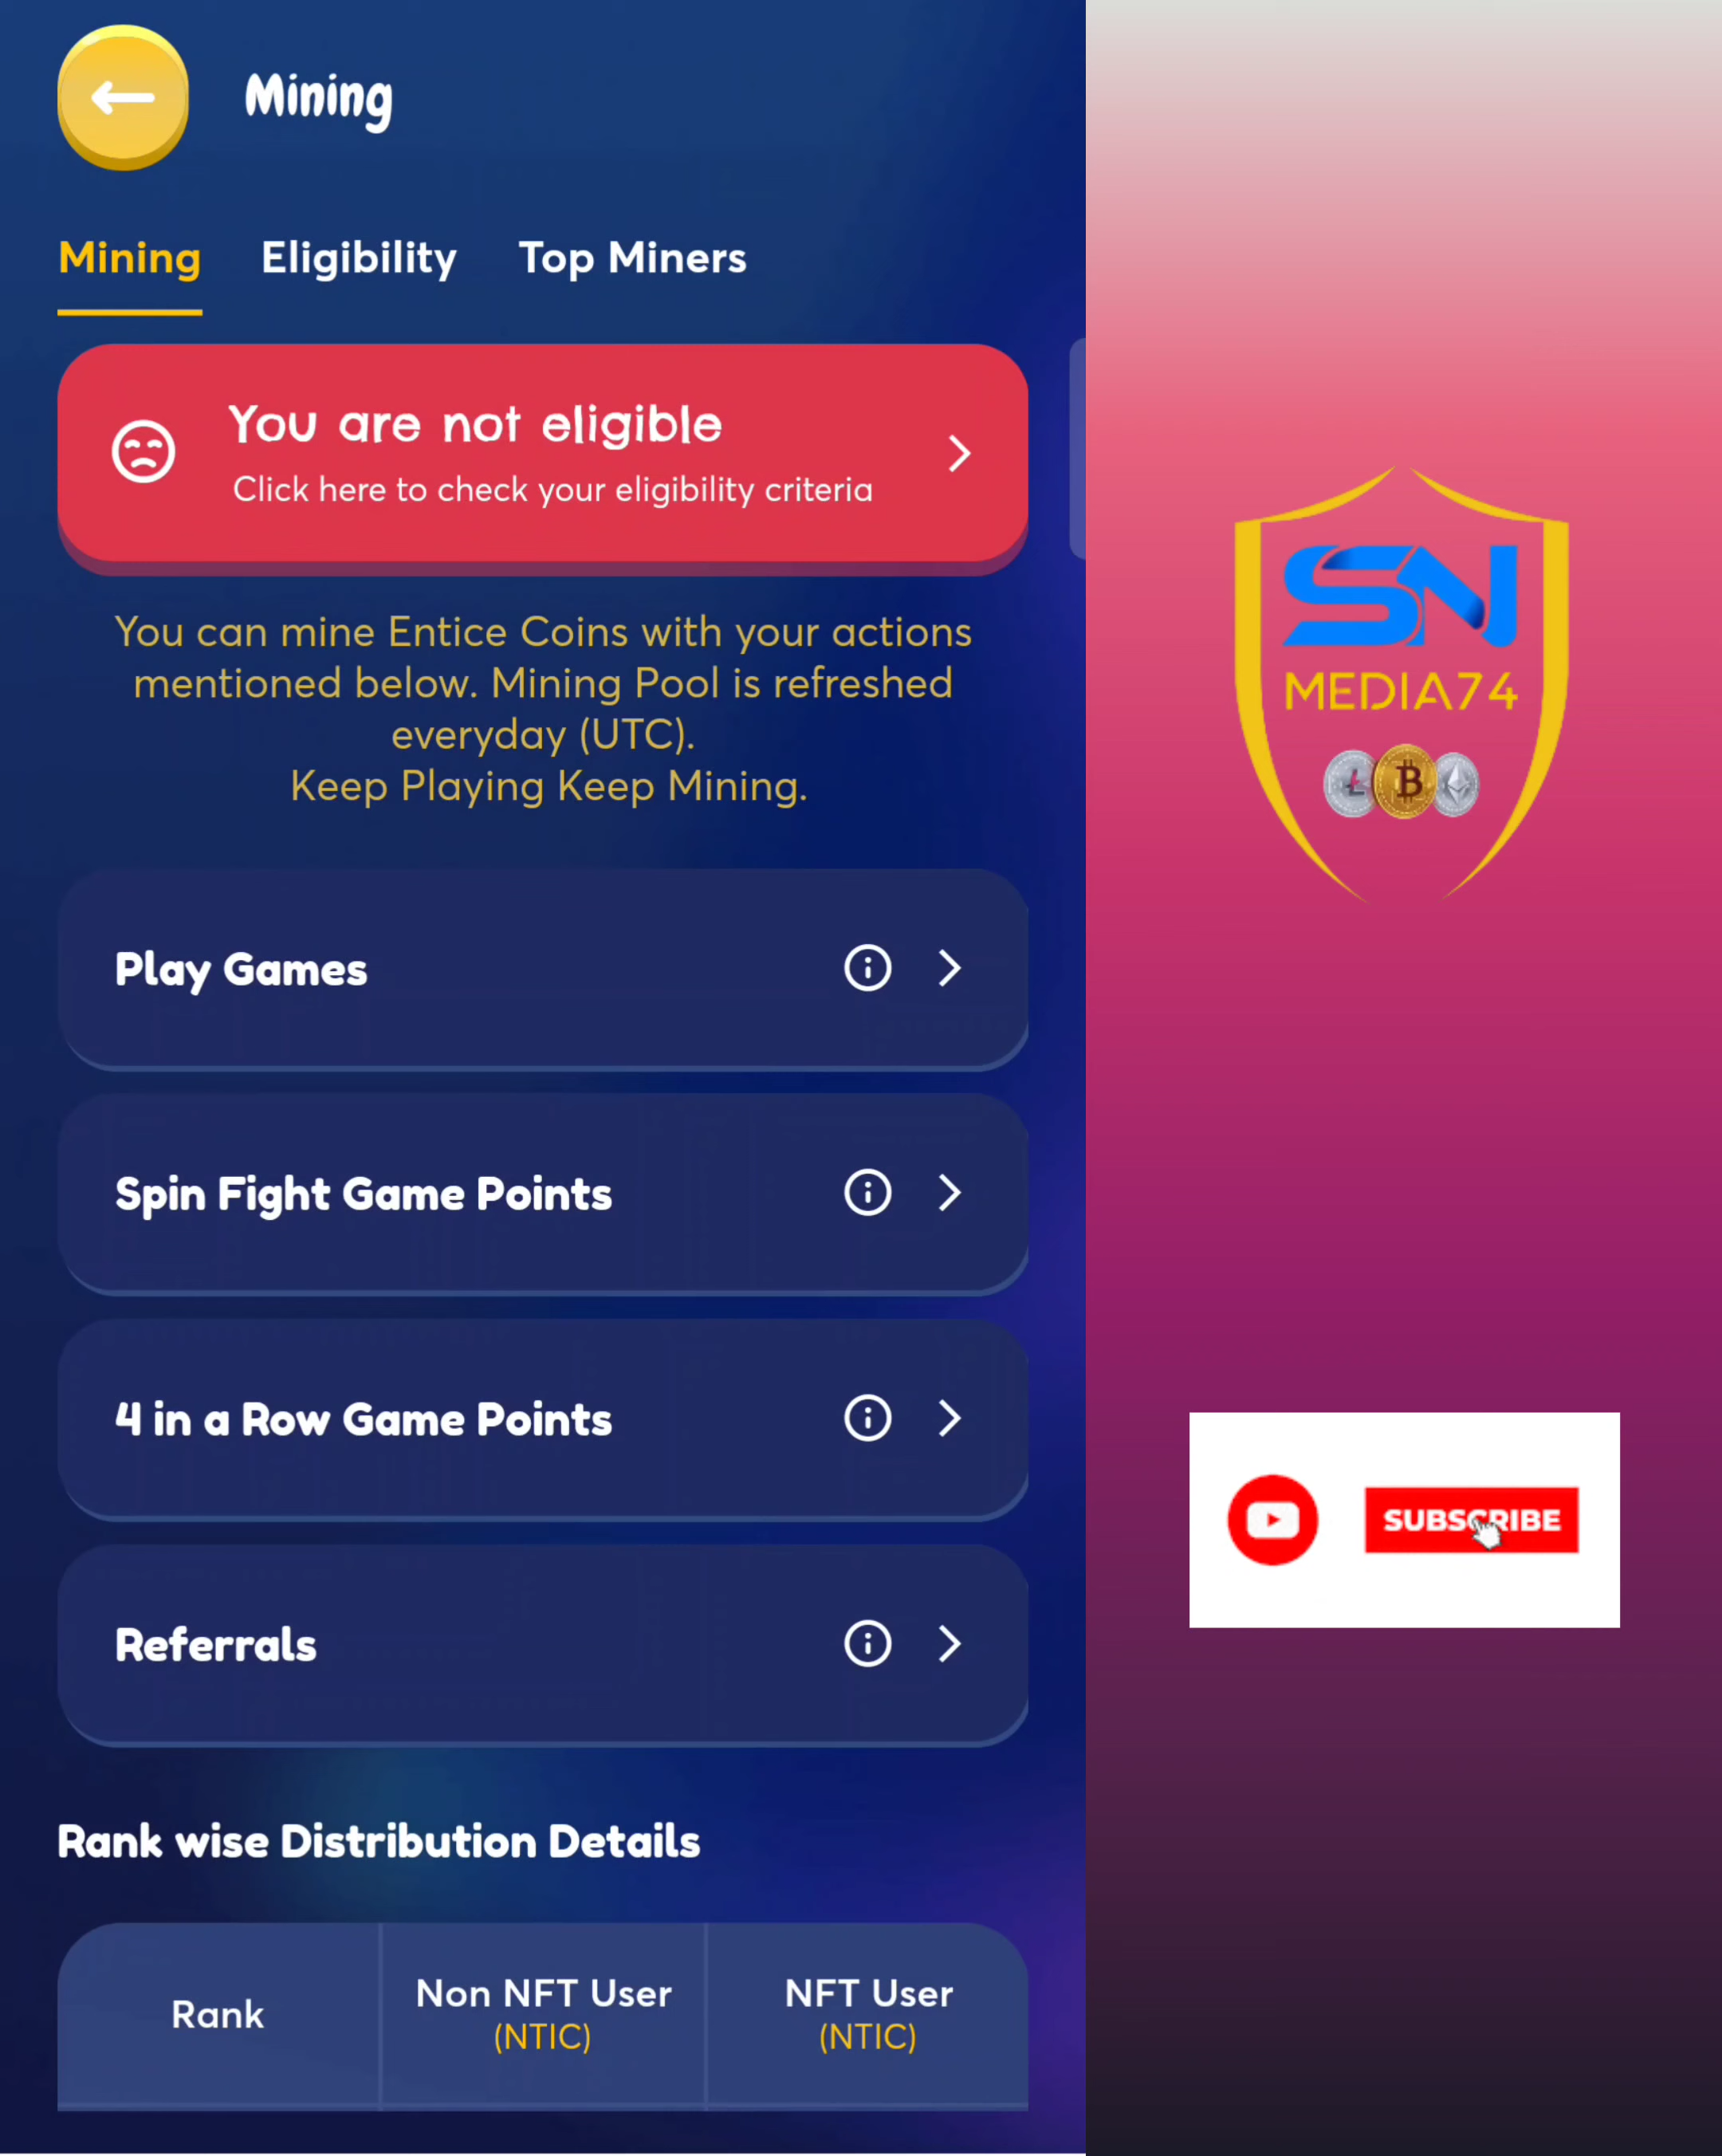 Mining
Mining Eligibility Top Miners
You are not eligible
Click here to check your eligibility criteria
You can mine Entice Coins with your actions
mentioned below. Mining Pool is refreshed
everyday (UTC).
Keep Playing Keep Mining.
Play Games
Spin Fight Game Points
4 in a Row Game Points
Referrals
Rank wise Distribution Details
Rank
Non NFT User
(NTIC)
NFT User
(NTIC)
SN
MEDIA74
SUBSCRIBE